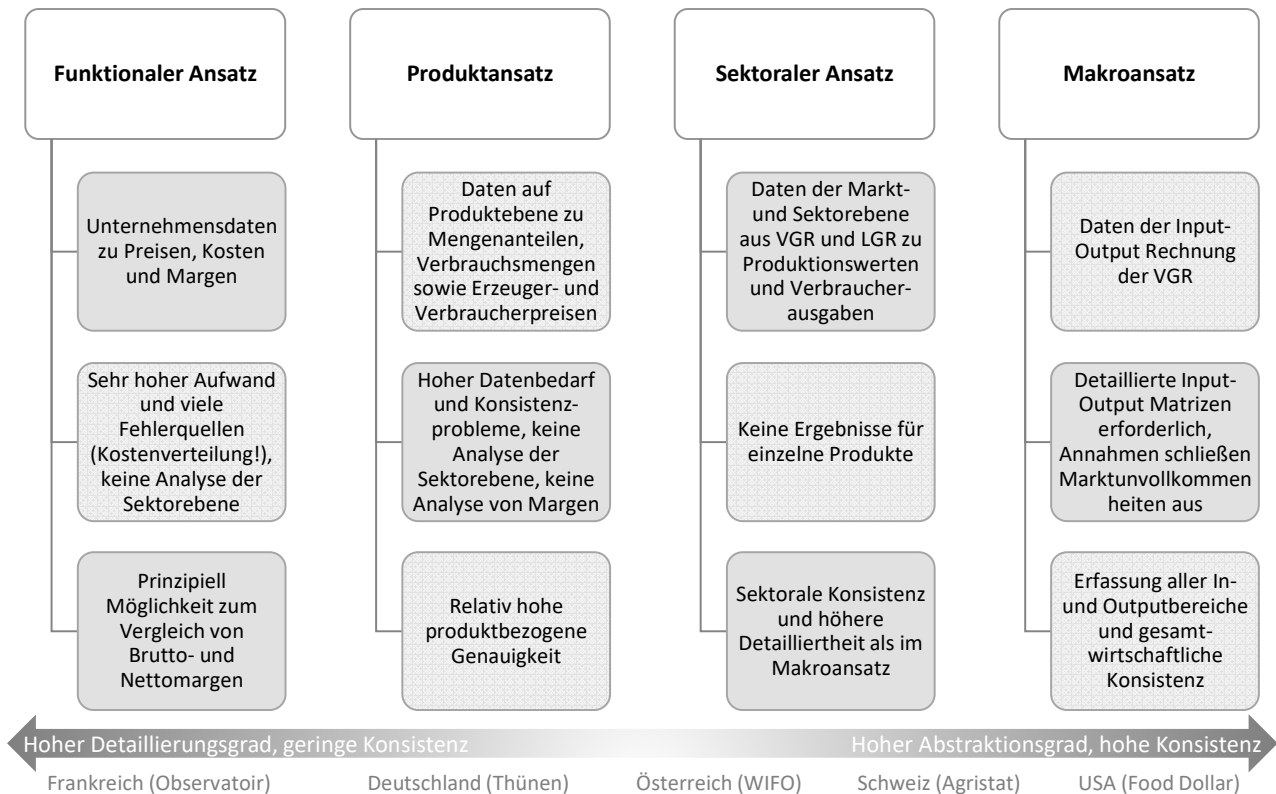 Funktionaler Ansatz
Produktansatz
Sektoraler Ansatz
Makroansatz
Unternehmensdaten
zu Preisen, Kosten
und Margen
Daten auf
Produktebene zu
Mengenanteilen,
Verbrauchsmengen
sowie Erzeuger- und
Verbraucherpreisen
Daten der Markt-
und Sektorebene
aus VGR und LGR zu
Produktionswerten
und Verbraucher-
ausgaben
Daten der Input-
Output Rechnung
der VGR
Sehr hoher Aufwand
und viele
Fehlerquellen
(Kostenverteilung!),
keine Analyse der
Sektorebene
Hoher Datenbedarf
und Konsistenz-
probleme, keine
Analyse der
Sektorebene, keine
Analyse von Margen
Keine Ergebnisse für
einzelne Produkte
Detaillierte Input-
Output Matrizen
erforderlich,
Annahmen schließen
Marktunvollkommen
heiten aus
Prinzipiell
Möglichkeit zum
Vergleich von
Brutto- und
Nettomargen
Relativ hohe
produktbezogene
Genauigkeit
Sektorale Konsistenz
und höhere
Detailliertheit als im
Makroansatz
Erfassung aller In-
und Outputbereiche
und gesamt-
wirtschaftliche
Konsistenz
Hoher Detaillierungsgrad, geringe Konsistenz
Hoher Abstraktionsgrad, hohe Konsistenz
Frankreich (Observatoir)
Deutschland (Thünen)
Österreich (WIFO)
Schweiz (Agristat)
USA (Food Dollar)